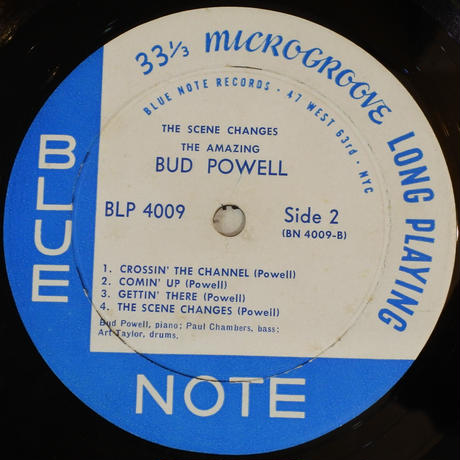 33⅓ MICROGROOVE LONG PLAYING
BLUE NOTE RECORDS · 47 WEST 63rd · NYC
THE SCENE CHANGES
THE AMAZING
BUD POWELL
BLP 4009
Side 2
(BN 4009-B)
1. CROSSIN' THE CHANNEL (Powell)
2. COMIN' UP (Powell)
3. GETTIN' THERE (Powell)
4. THE SCENE CHANGES (Powell)
Bud Powell, piano; Paul Chambers, bass;
Art Taylor, drums.
BLUE
NOTE